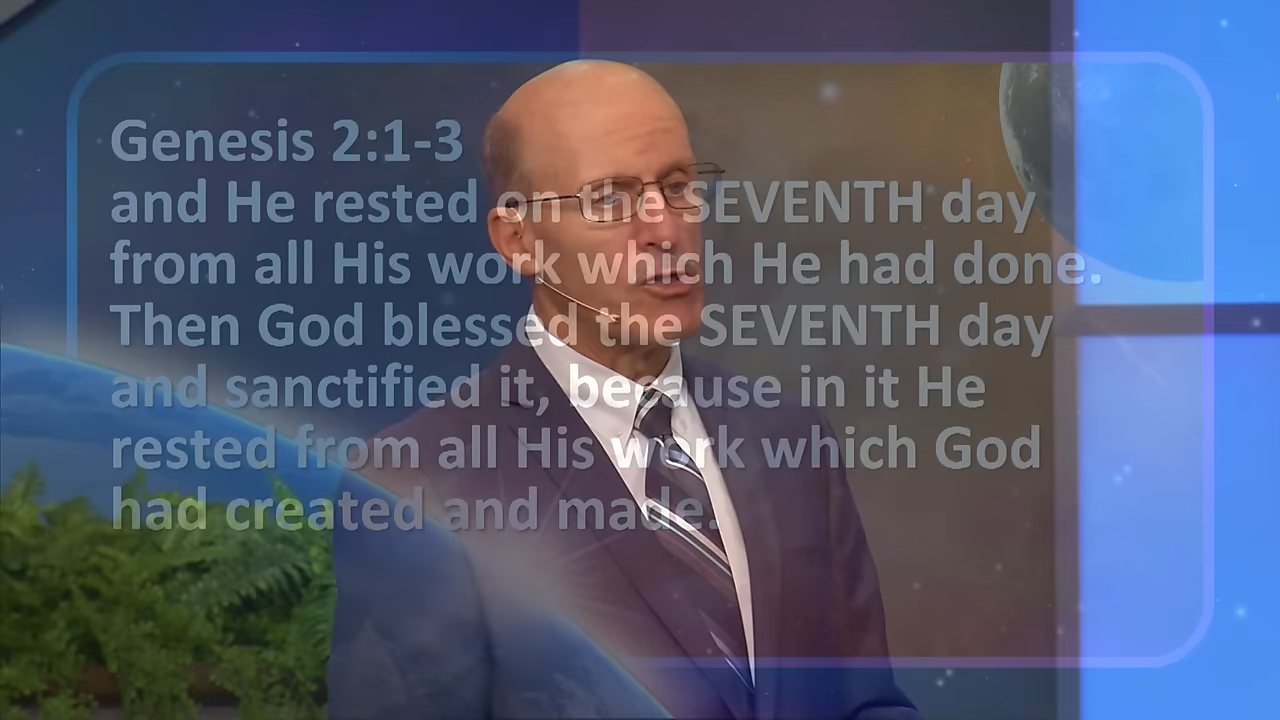 Genesis 2:1-3
and He rested on the SEVENTH day
from all His work which He had done.
Then God blessed the SEVENTH day
and sanctified it, because in it He
rested from all His work which God
had created and made.